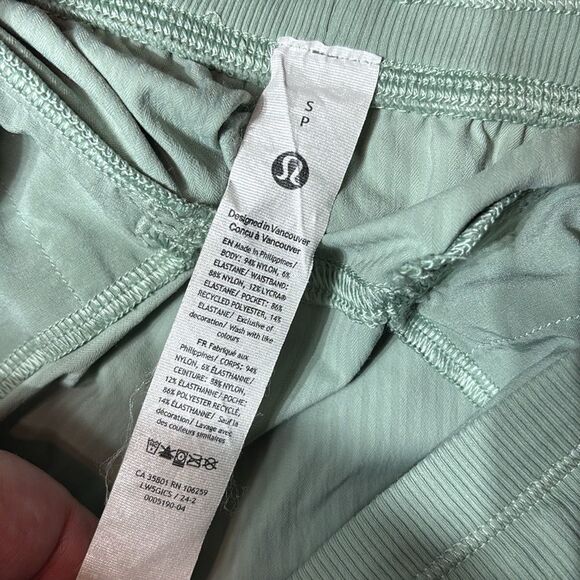 S
P
Designed in Vancouver
Conçu à Vancouver
EN Made in Philippines/
BODY: 94% NYLON, 6%
ELASTANE/ WAISTBAND:
88% NYLON, 12% LYCRA®
ELASTANE/ POCKET: 86%
RECYCLED POLYESTER, 14%
ELASTANE/ Exclusive of
decoration/ Wash with like
colours
FR Fabriqué aux
Philippines/ CORPS: 94%
NYLON, 6% ÉLASTHANNE/
CEINTURE: 88% NYLON,
12% ÉLASTHANNE/ POCHE:
86% POLYESTER RECYCLÉ,
14% ÉLASTHANNE/ Sauf la
décoration/ Lavage avec
des couleurs similaires
CA 35801 RN 106259
LW5GICS / 24-2
0005190-04